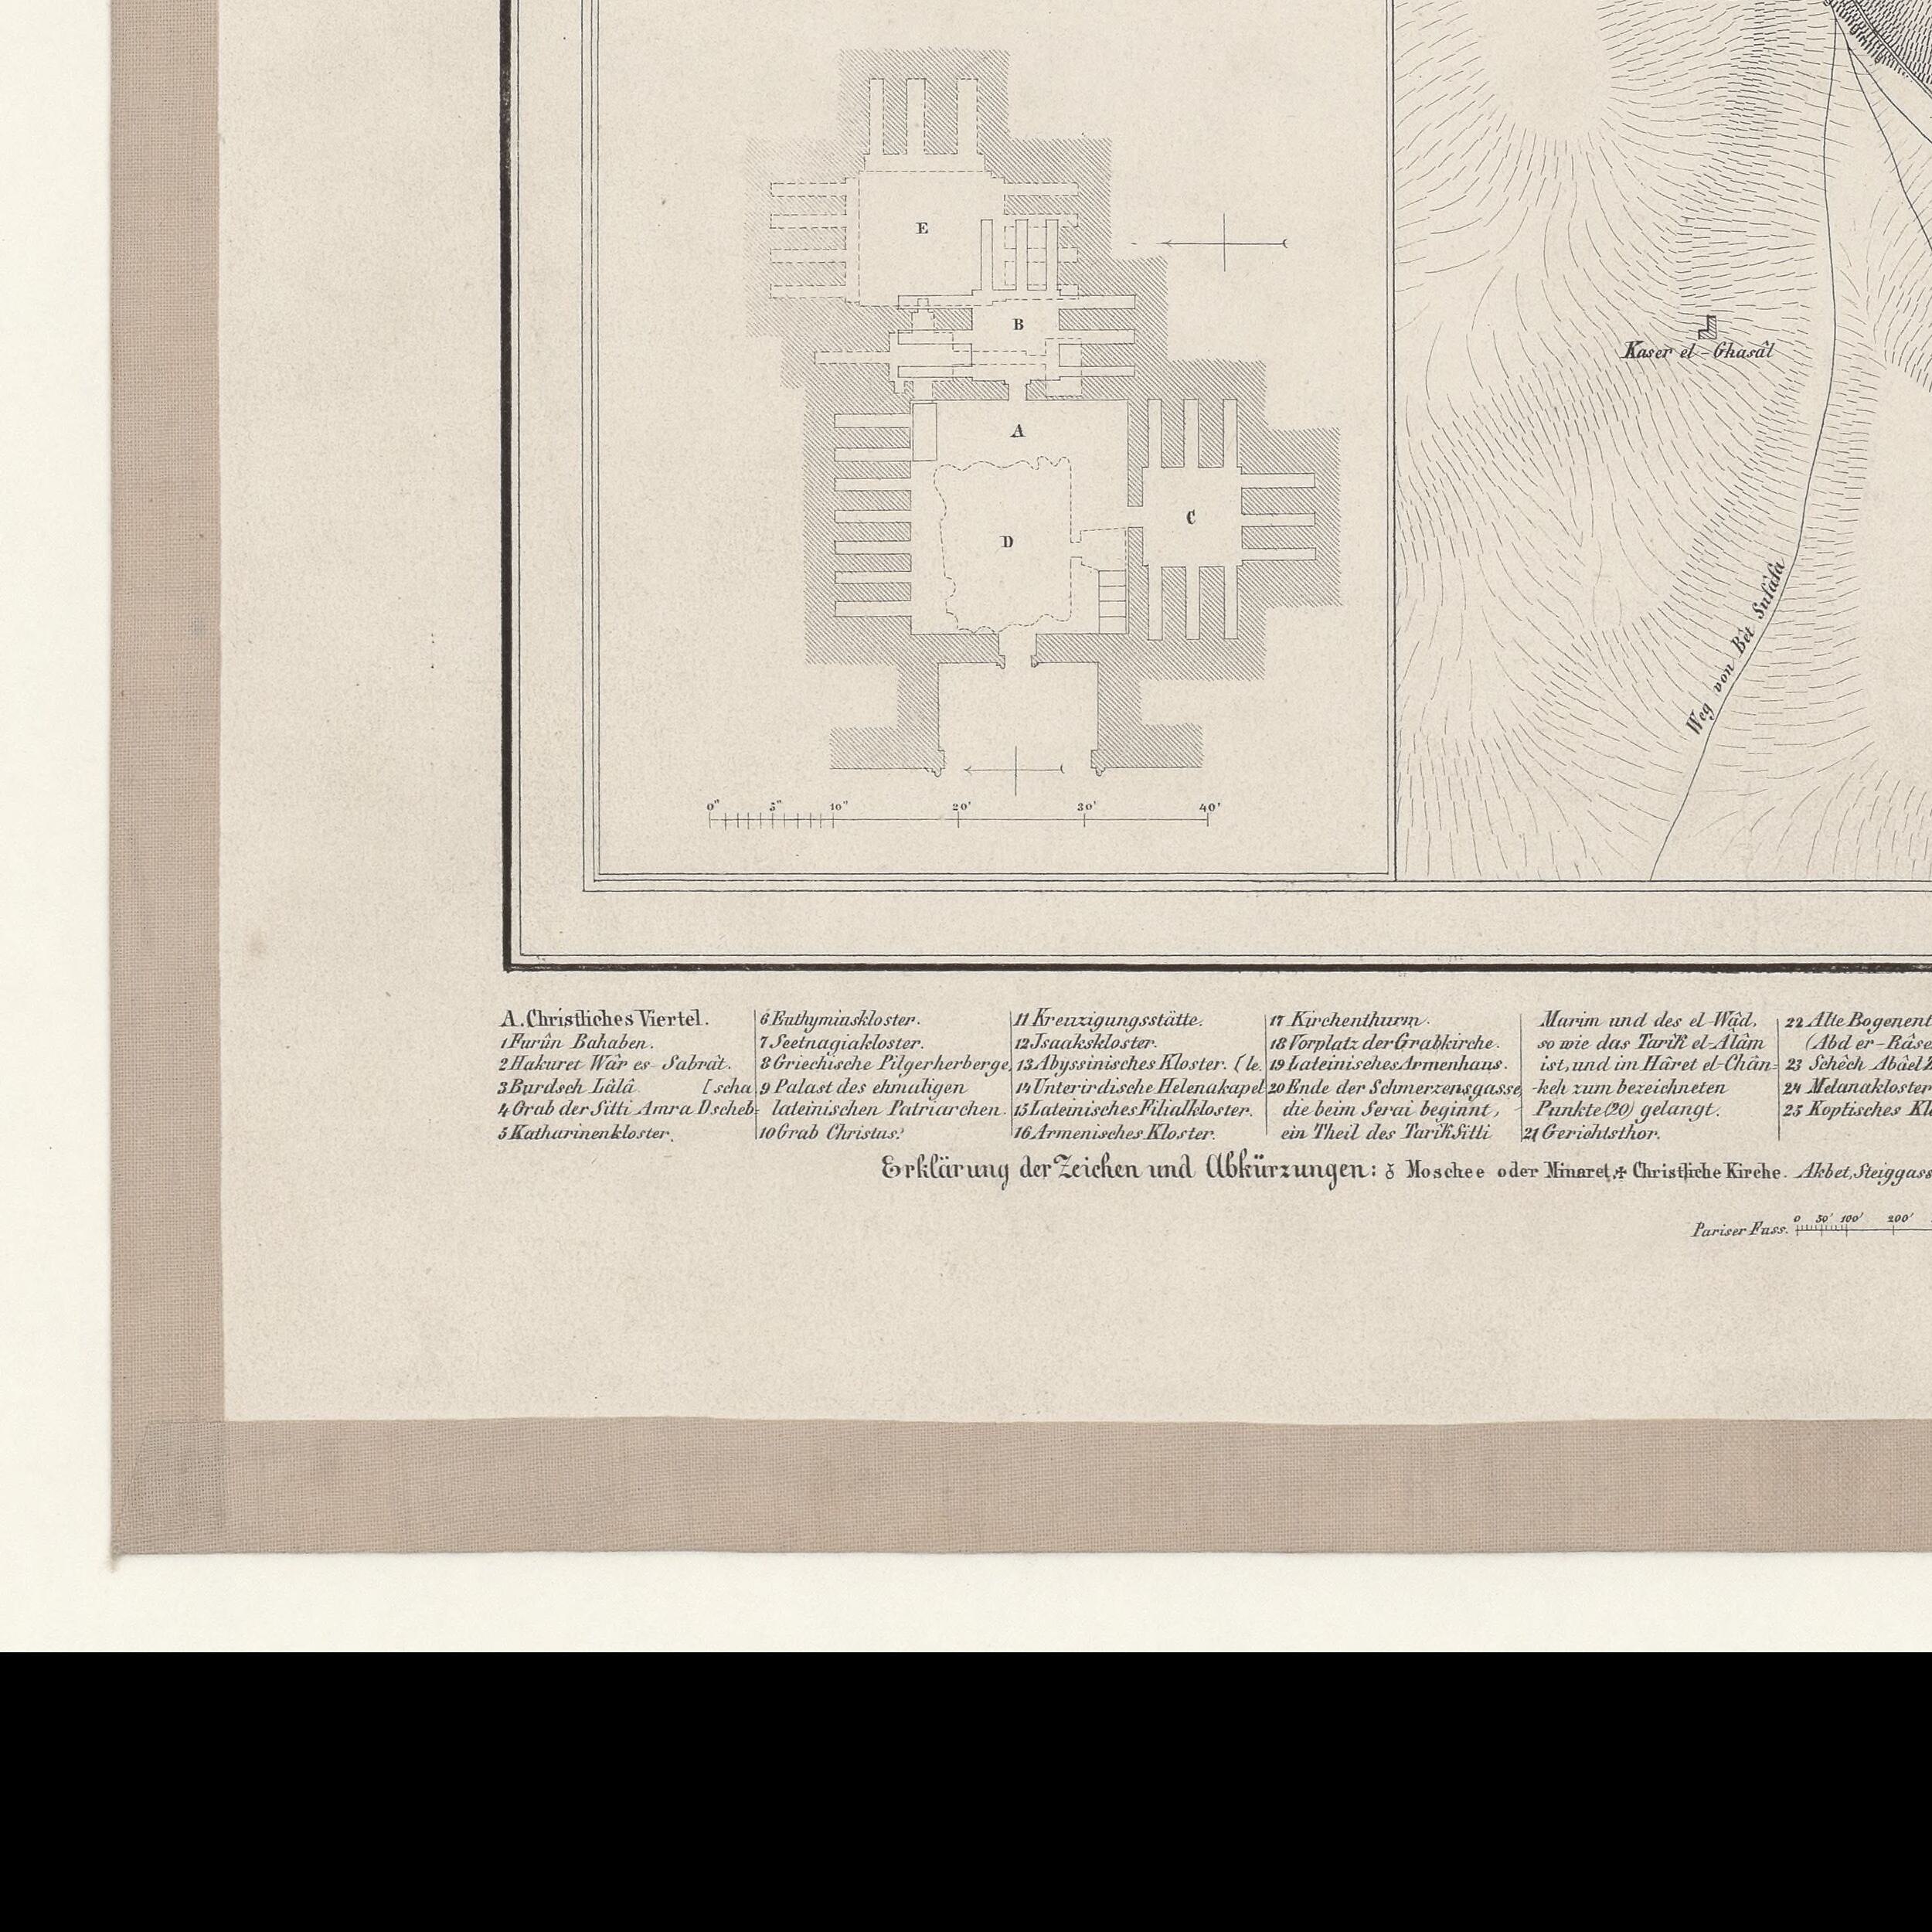 E
B
A
C
D
Kaser el-Ghasâl
Weg von Bêt Sufâfa
0" 5" 10" 20' 30' 40'
A. Christliches Viertel.
1 Furûn Bahaben.
2 Hakuret Wâr es-Sabrât.
3 Burdsch Lâlâ [scha
4 Grab der Sitti Amra Dscheb-
5 Katharinenkloster.
6 Euthymiuskloster.
7 Seetnagiakloster.
8 Griechische Pilgerherberge.
9 Palast des ehmaligen
lateinischen Patriarchen.
10 Grab Christus.
11 Kreuzigungsstätte.
12 Isaakskloster.
13 Abyssinisches Kloster. (le.
14 Unterirdische Helenakapel
15 Lateinisches Filialkloster.
16 Armenisches Kloster.
17 Kirchenthurm.
18 Vorplatz der Grabkirche.
19 Lateinisches Armenhaus.
20 Ende der Schmerzensgasse
die beim Serai beginnt,
ein Theil des Tarîk Sitti
Marim und des el-Wâd,
so wie das Tarîk el-Alâm
ist, und im Hâret el-Chân-
-keh zum bezeichneten
Punkte (20) gelangt.
21 Gerichtsthor.
22 Alte Bogenent
(Abd er-Râse
23 Schêch Abâel
24 Melanakloster
25 Koptisches Kl
Erklärung der Zeichen und Abkürzungen: ♁ Moschee oder Minaret, ✢ Christliche Kirche. Akbet, Steiggass
Pariser Fuss. 0 50' 100' 200'